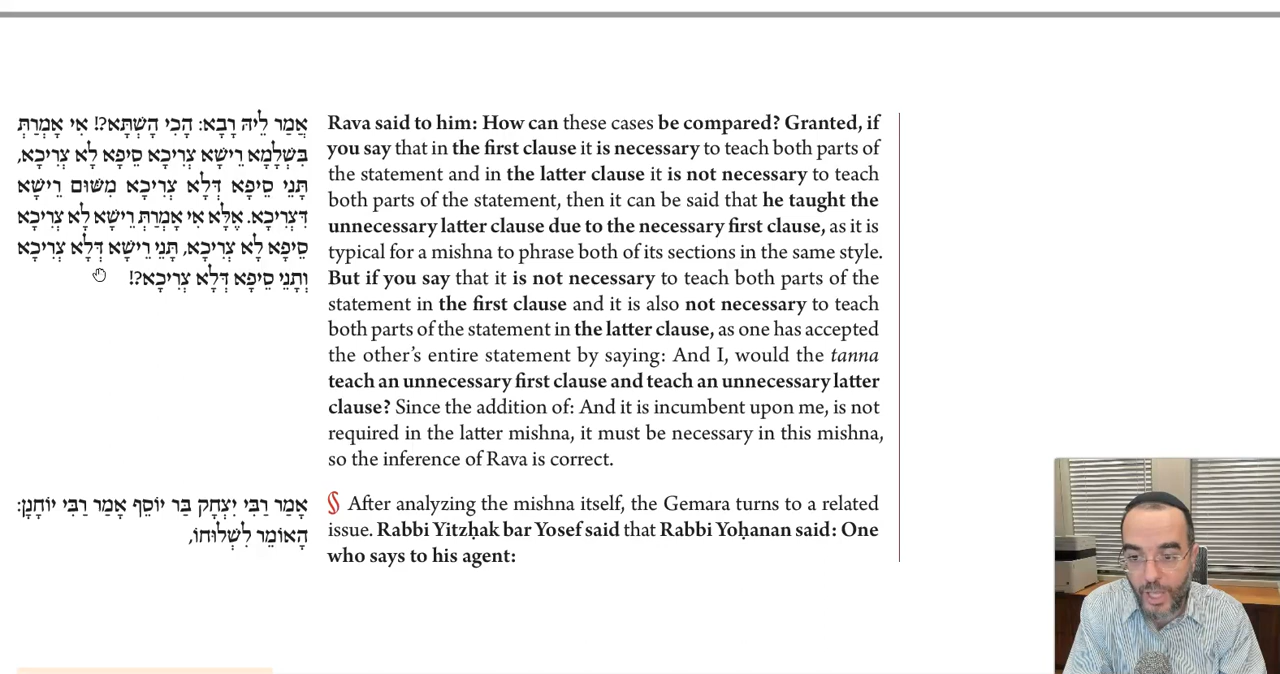 אֲמַר לֵיהּ רָבָא: הָכִי הָשְׁתָּא?! אִי אָמְרַתְּ
בִּשְׁלָמָא רֵישָׁא צְרִיכָא סֵיפָא לָא צְרִיכָא,
תָּנֵי סֵיפָא דְּלָא צְרִיכָא מִשּׁוּם רֵישָׁא
דִּצְרִיכָא. אֶלָּא אִי אָמְרַתְּ רֵישָׁא לָא צְרִיכָא
סֵיפָא לָא צְרִיכָא, תָּנֵי רֵישָׁא דְּלָא צְרִיכָא
וְתָנֵי סֵיפָא דְּלָא צְרִיכָא?!
Rava said to him: How can these cases be compared? Granted, if
you say that in the first clause it is necessary to teach both parts of
the statement and in the latter clause it is not necessary to teach
both parts of the statement, then it can be said that he taught the
unnecessary latter clause due to the necessary first clause, as it is
typical for a mishna to phrase both of its sections in the same style.
But if you say that it is not necessary to teach both parts of the
statement in the first clause and it is also not necessary to teach
both parts of the statement in the latter clause, as one has accepted
the other's entire statement by saying: And I, would the tanna
teach an unnecessary first clause and teach an unnecessary latter
clause? Since the addition of: And it is incumbent upon me, is not
required in the latter mishna, it must be necessary in this mishna,
so the inference of Rava is correct.
אָמַר רַבִּי יִצְחָק בַּר יוֹסֵף אָמַר רַבִּי יוֹחָנָן:
הָאוֹמֵר לִשְׁלוּחוֹ,
§ After analyzing the mishna itself, the Gemara turns to a related
issue. Rabbi Yitzḥak bar Yosef said that Rabbi Yoḥanan said: One
who says to his agent: